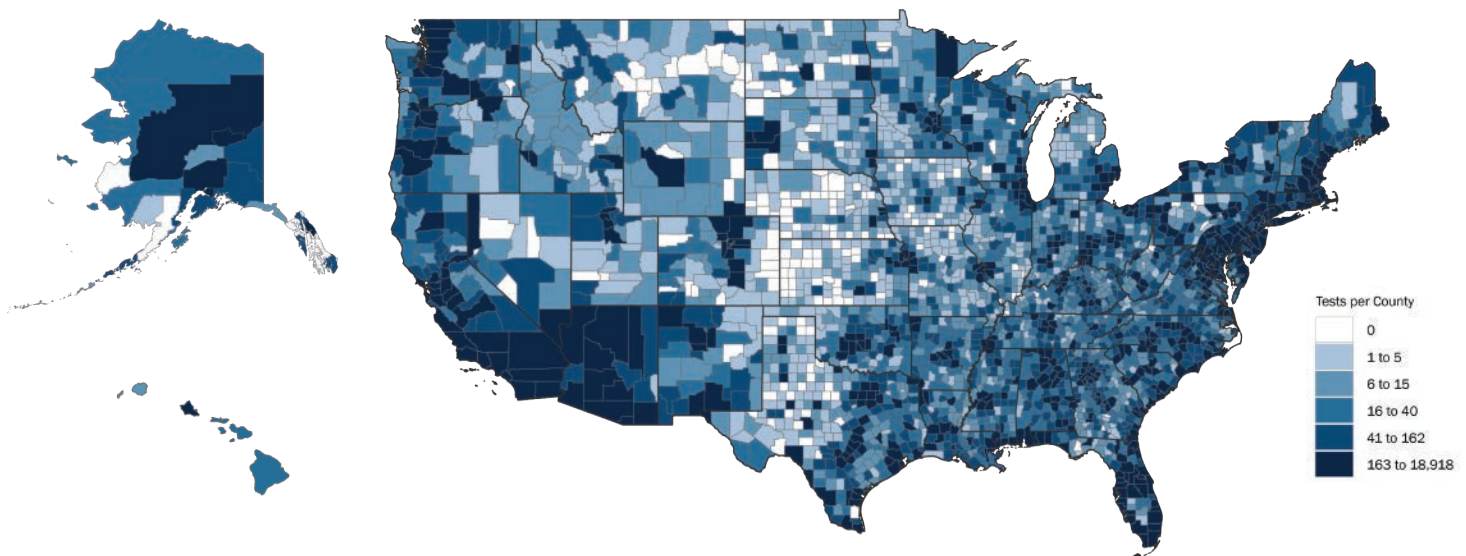 Tests per County
0
1 to 5
6 to 15
16 to 40
41 to 162
163 to 18,918